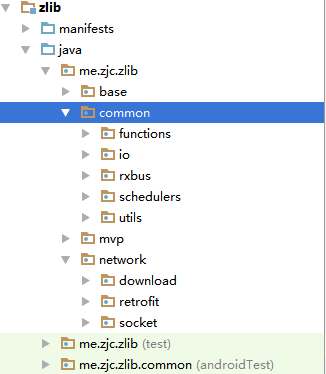 zlib
manifests
java
me.zjc.zlib
base
common
functions
io
rxbus
schedulers
utils
mvp
network
download
retrofit
socket
me.zjc.zlib (test)
me.zjc.zlib.common (androidTest)